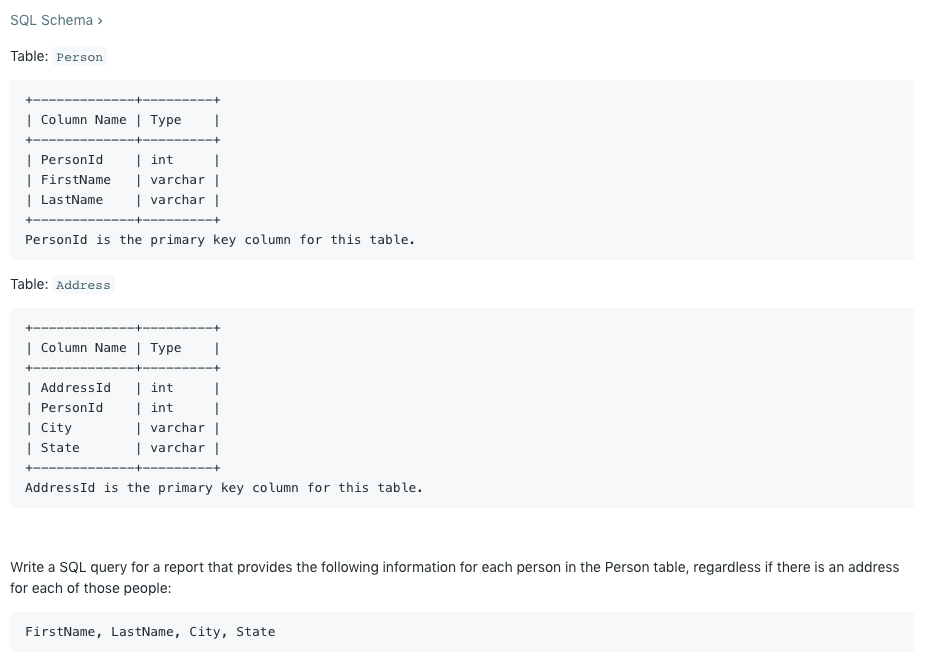 SQL Schema ›
Table: Person
+-------------+---------+
| Column Name | Type    |
+-------------+---------+
| PersonId    | int     |
| FirstName   | varchar |
| LastName    | varchar |
+-------------+---------+
PersonId is the primary key column for this table.
Table: Address
+-------------+---------+
| Column Name | Type    |
+-------------+---------+
| AddressId   | int     |
| PersonId    | int     |
| City        | varchar |
| State       | varchar |
+-------------+---------+
AddressId is the primary key column for this table.
Write a SQL query for a report that provides the following information for each person in the Person table, regardless if there is an address
for each of those people:
FirstName, LastName, City, State